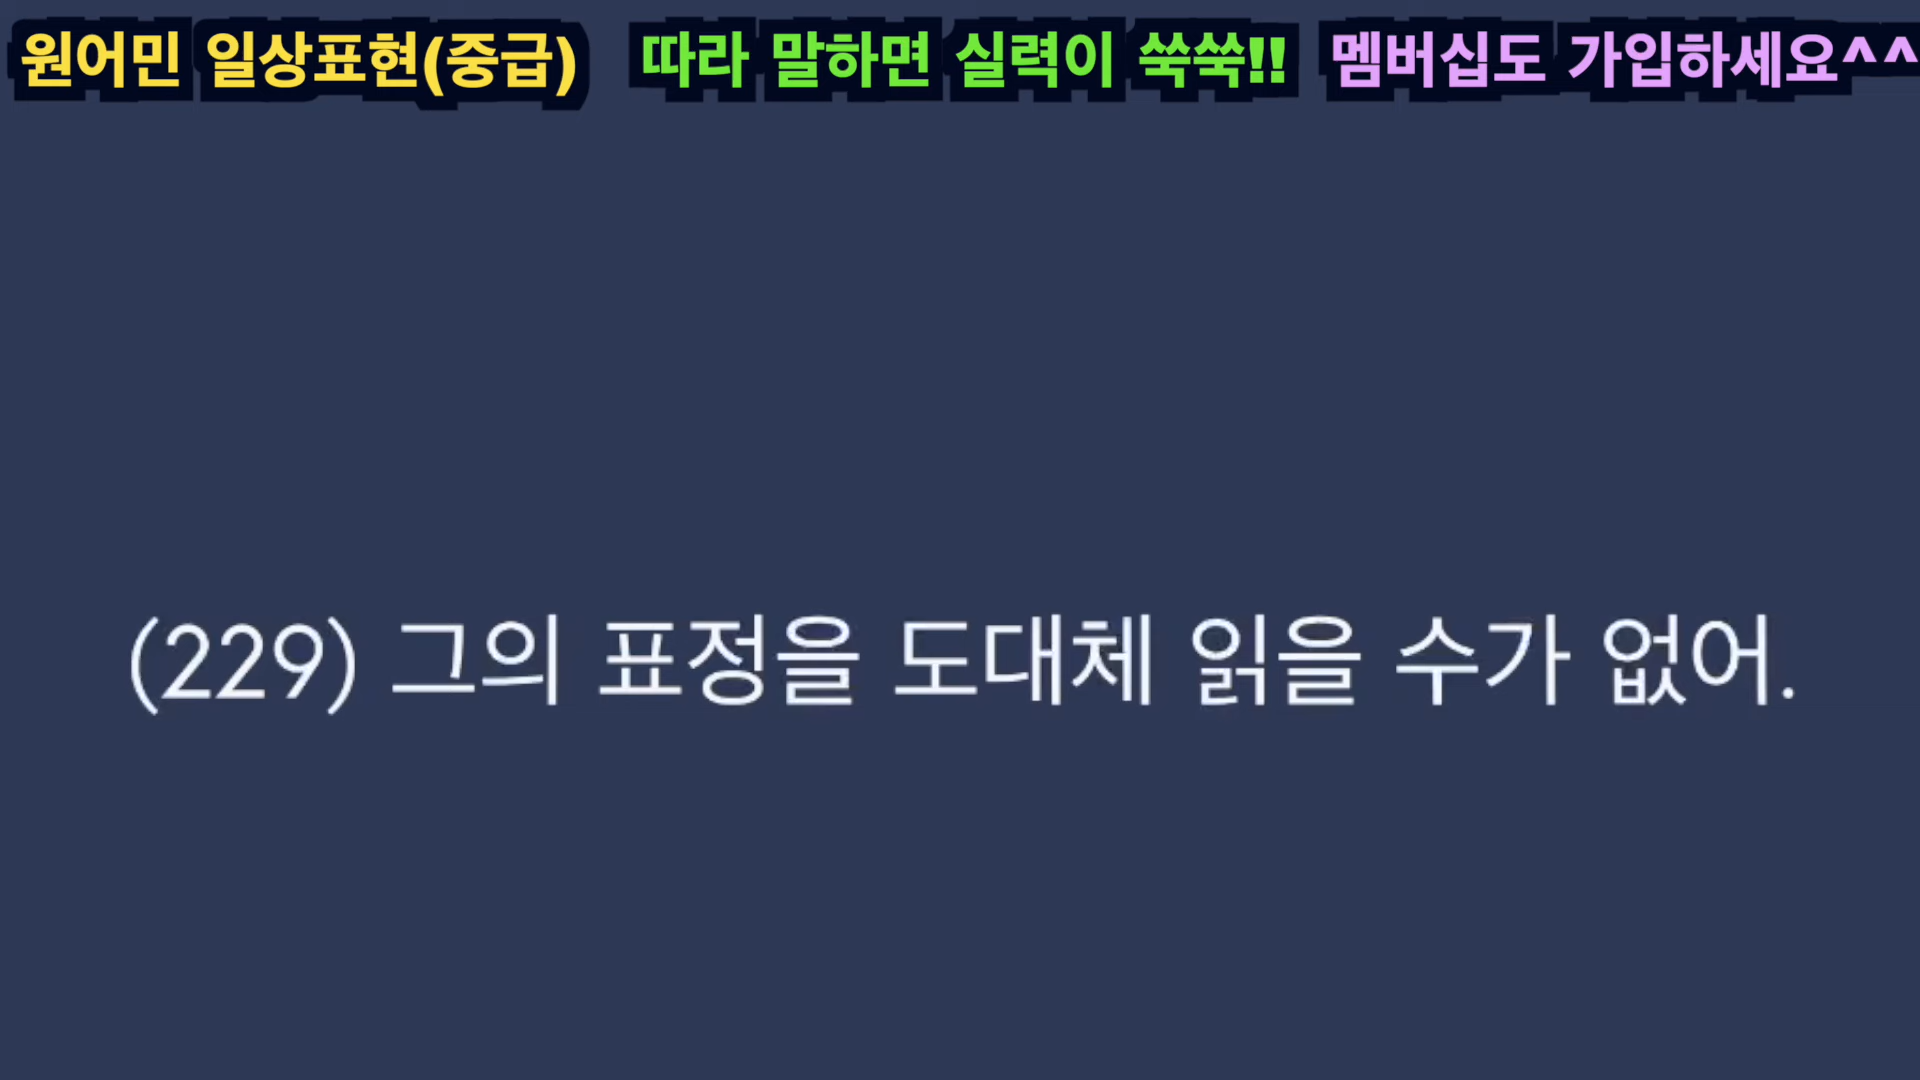 원어민 일상표현(중급) 따라 말하면 실력이 쑥쑥!! 멤버십도 가입하세요^^
(229) 그의 표정을 도대체 읽을 수가 없어.